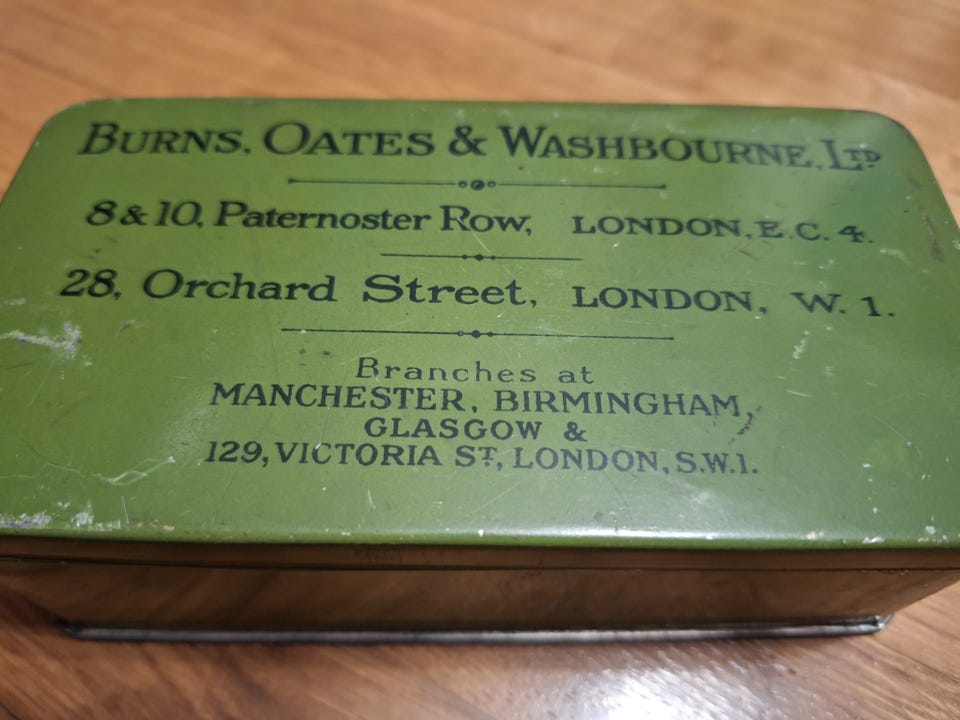 BURNS, OATES & WASHBOURNE, LTD
8 & 10, Paternoster Row, LONDON, E.C. 4.
28, Orchard Street, LONDON, W. 1.
Branches at
MANCHESTER, BIRMINGHAM,
GLASGOW &
129, VICTORIA ST, LONDON, S.W.1.